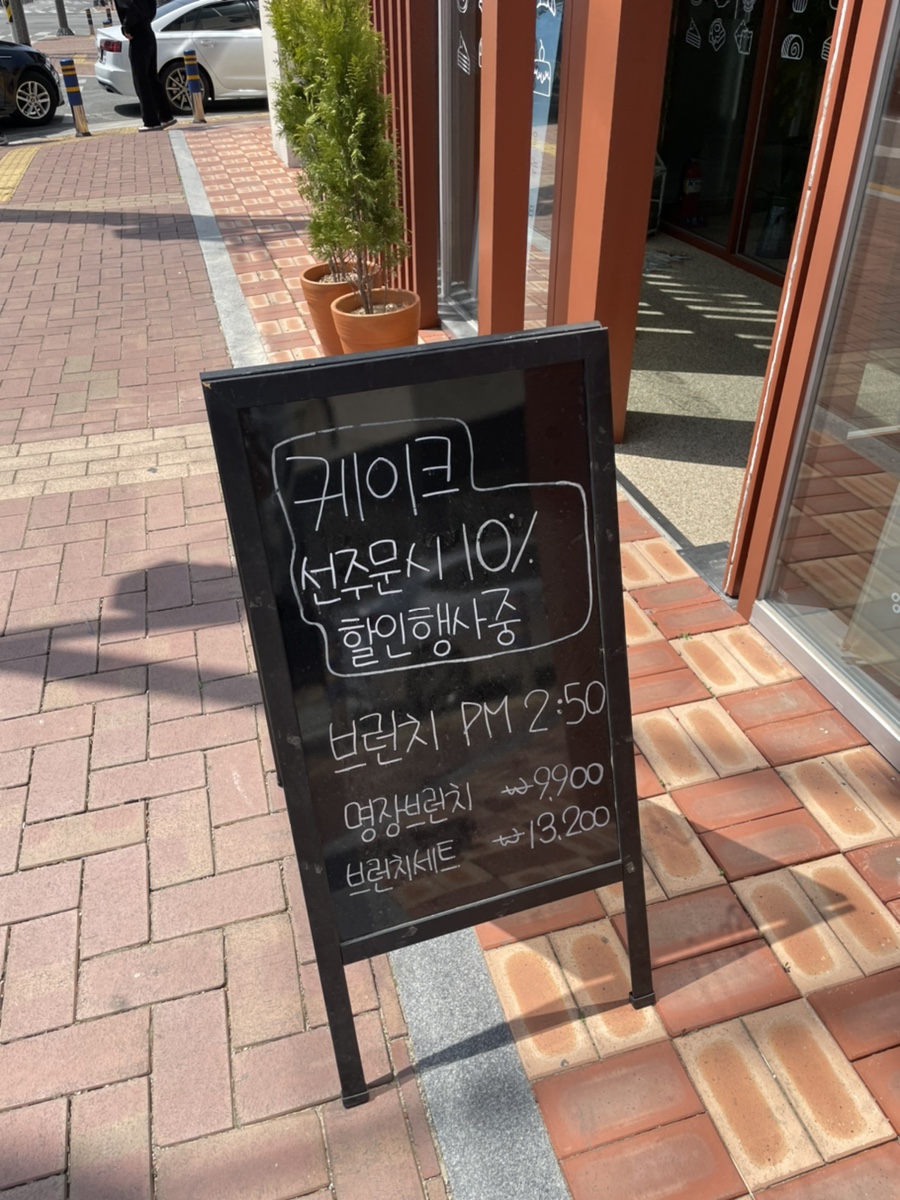 케이크
선주문시 10%
할인행사중
브런치 PM 2:50
명장브런치 ₩9,900
브런치세트 ₩13,200